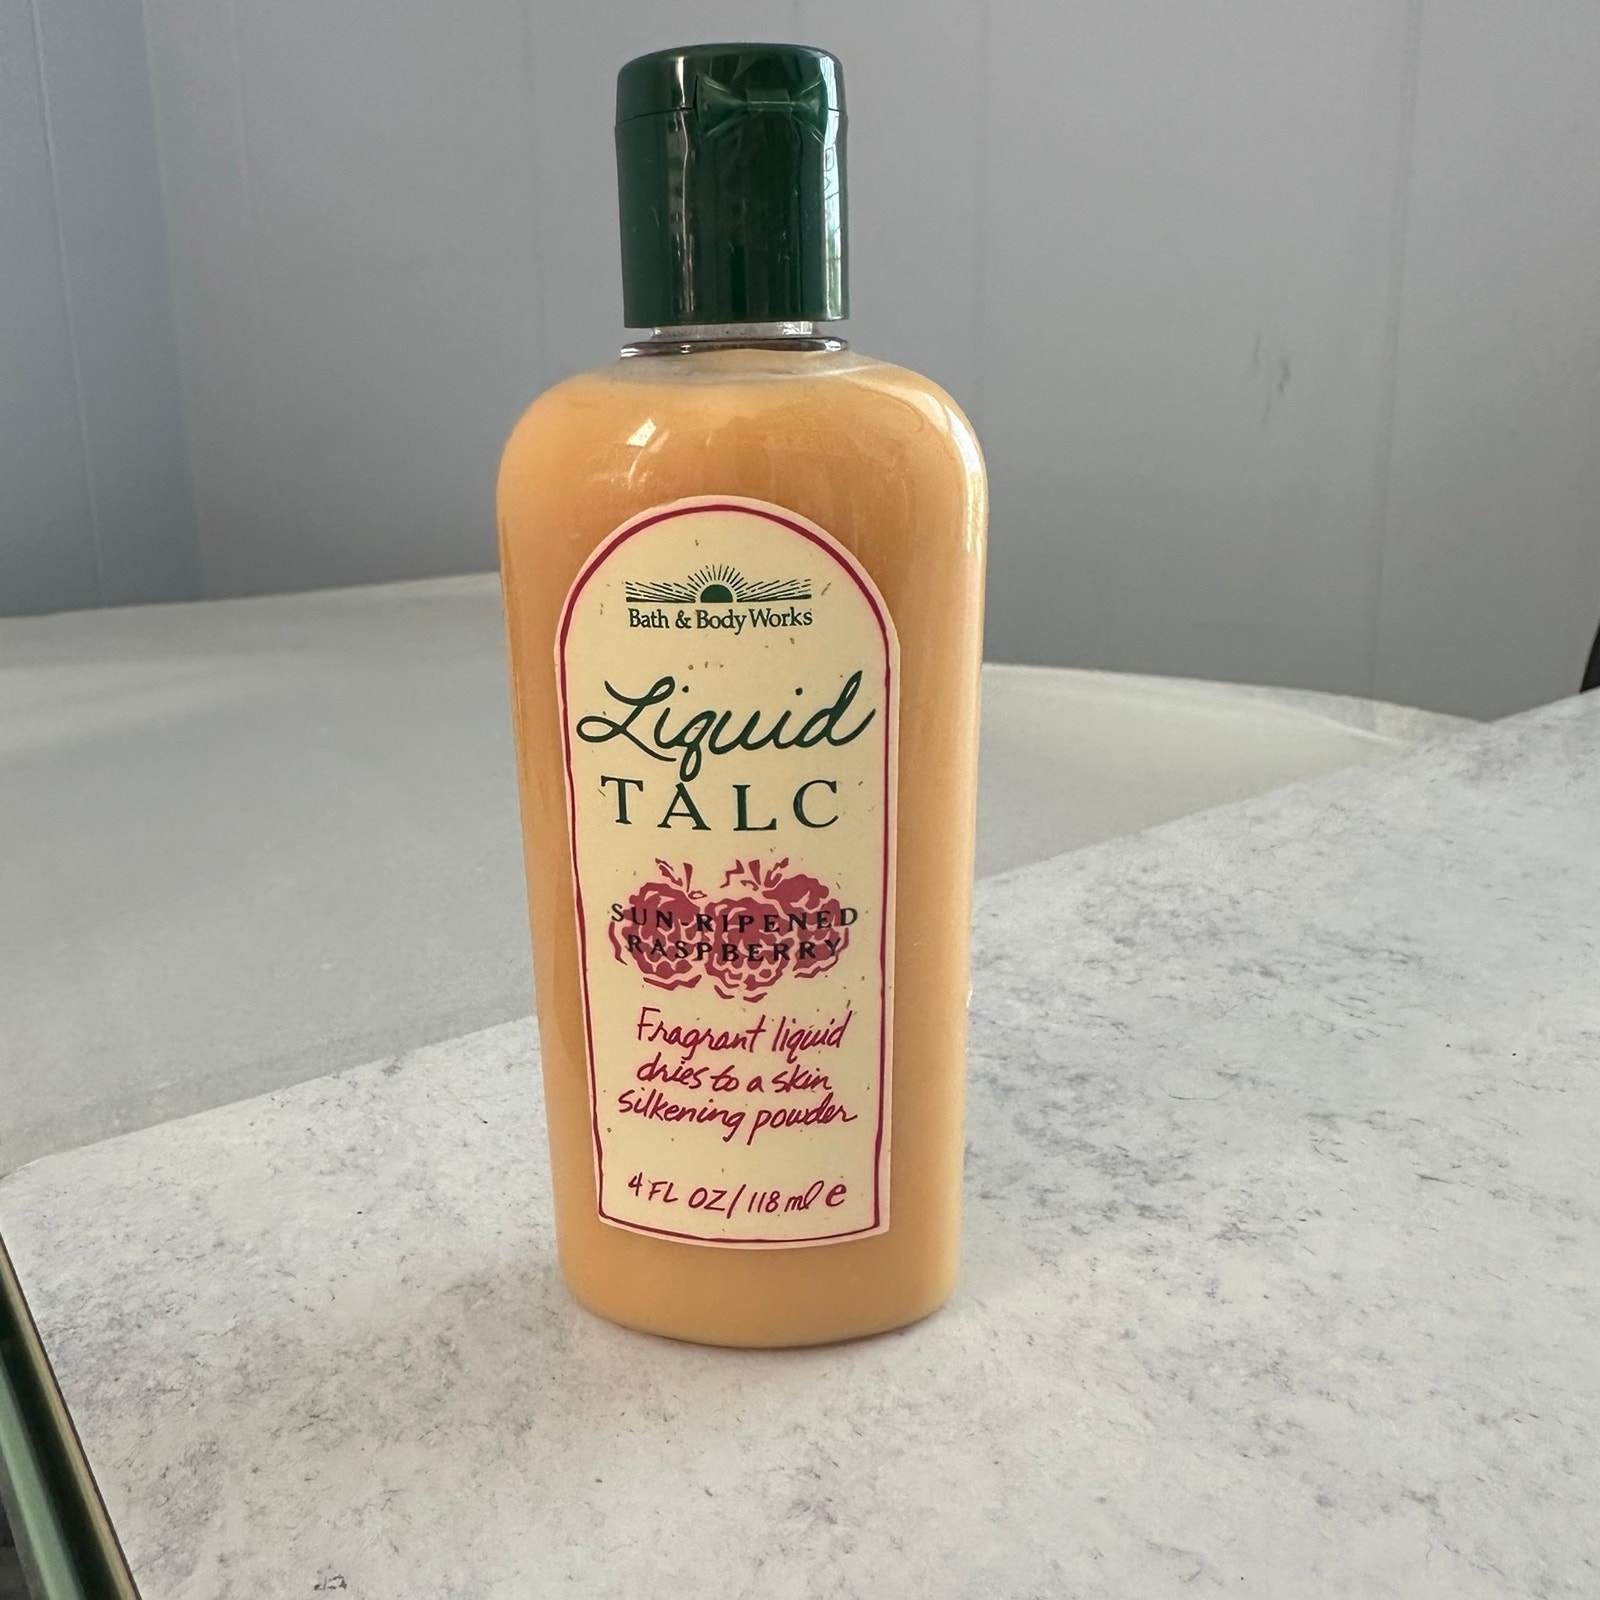 Bath & Body Works
Liquid
TALC
SUN-RIPENED
RASPBERRY
Fragrant liquid
dries to a skin
silkening powder
4 FL OZ/118 ml e